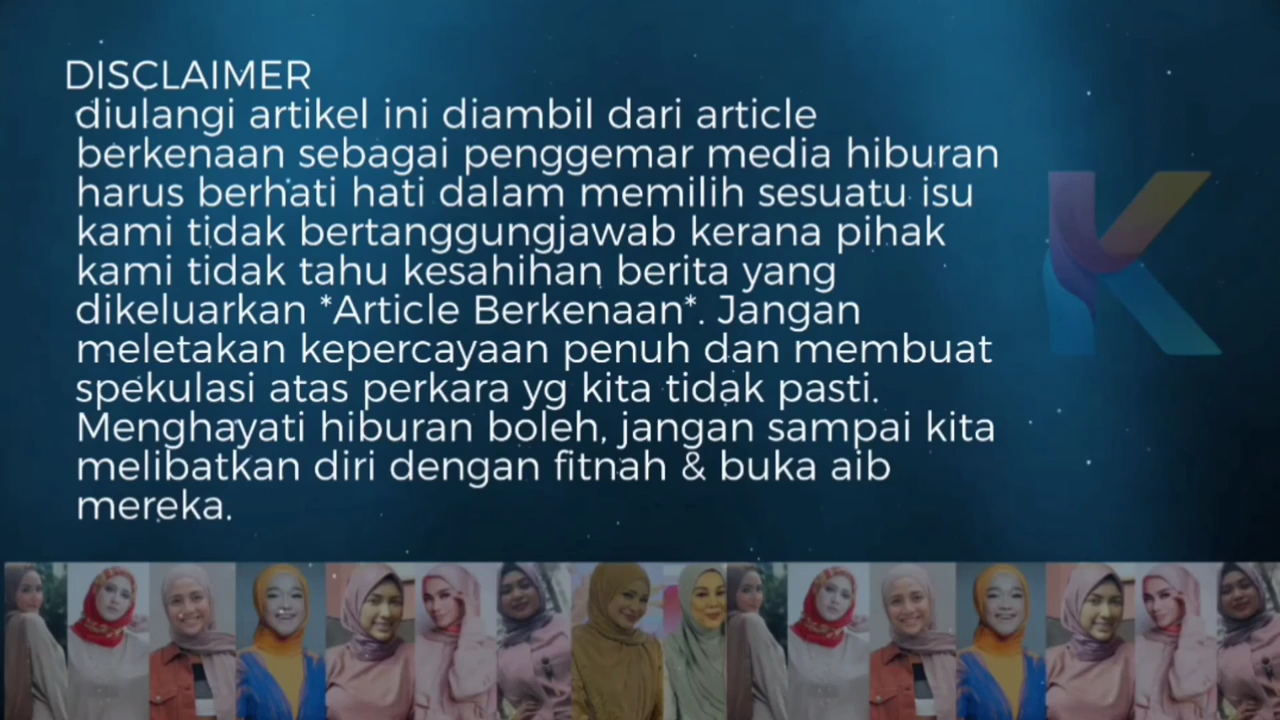 DISCLAIMER
diulangi artikel ini diambil dari article
berkenaan sebagai penggemar media hiburan
harus berhati hati dalam memilih sesuatu isu
kami tidak bertanggungjawab kerana pihak
kami tidak tahu kesahihan berita yang
dikeluarkan *Article Berkenaan*. Jangan
meletakan kepercayaan penuh dan membuat
spekulasi atas perkara yg kita tidak pasti.
Menghayati hiburan boleh, jangan sampai kita
melibatkan diri dengan fitnah & buka aib
mereka.
K